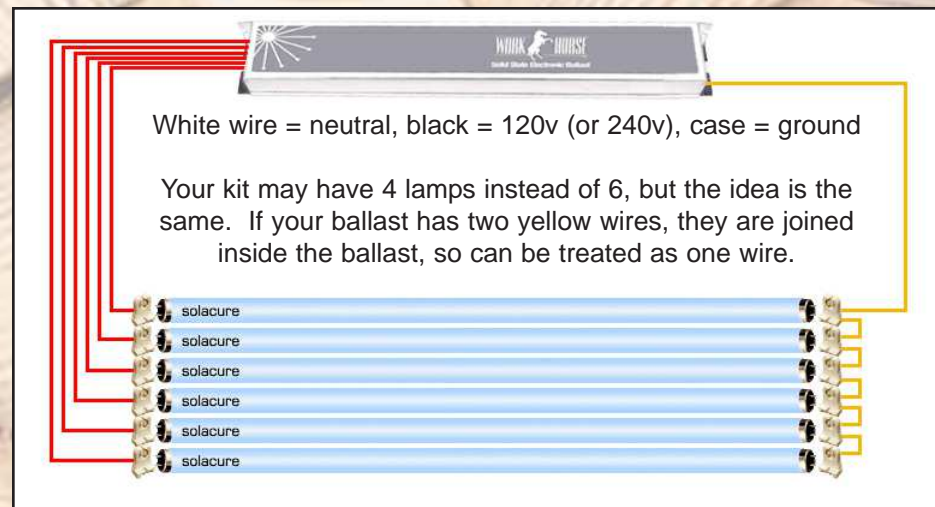 WORK HORSE
Solid State Electronic Ballast
White wire = neutral, black = 120v (or 240v), case = ground
Your kit may have 4 lamps instead of 6, but the idea is the
same. If your ballast has two yellow wires, they are joined
inside the ballast, so can be treated as one wire.
solacure
solacure
solacure
solacure
solacure
solacure